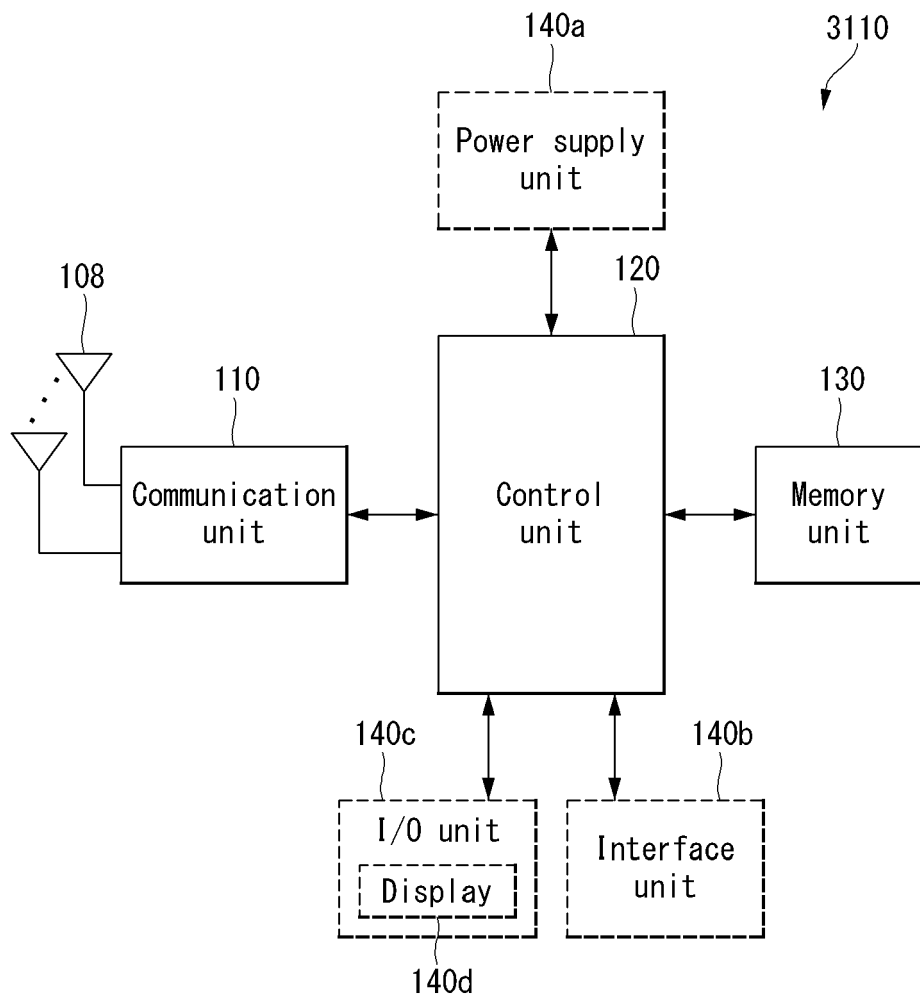 140a
3110
Power supply
unit
108
120
110
130
Communication
unit
Control
unit
Memory
unit
140c
140b
I/O unit
Display
Interface
unit
140d